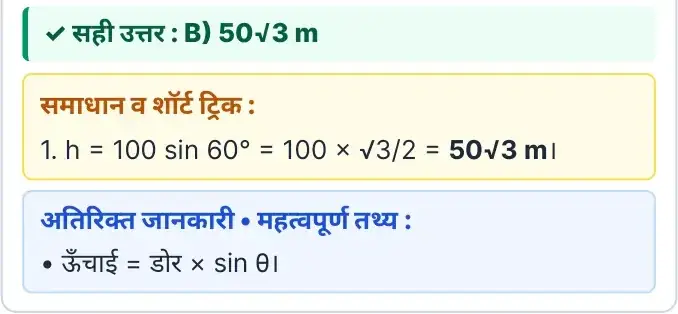 ✓ सही उत्तर : B) 50√3 m
समाधान व शॉर्ट ट्रिक :
1. h = 100 sin 60° = 100 × √3/2 = 50√3 m।
अतिरिक्त जानकारी • महत्वपूर्ण तथ्य :
• ऊँचाई = डोर × sin θ।